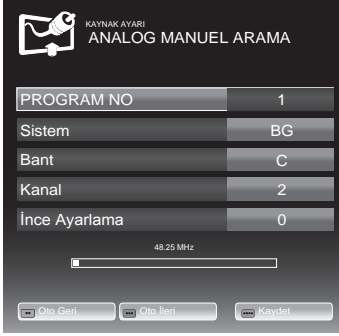 KAYNAK AYARI
ANALOG MANUEL ARAMA
PROGRAM NO 1
Sistem BG
Bant C
Kanal 2
İnce Ayarlama 0
48.25 MHz
Oto Geri Oto İleri Kaydet